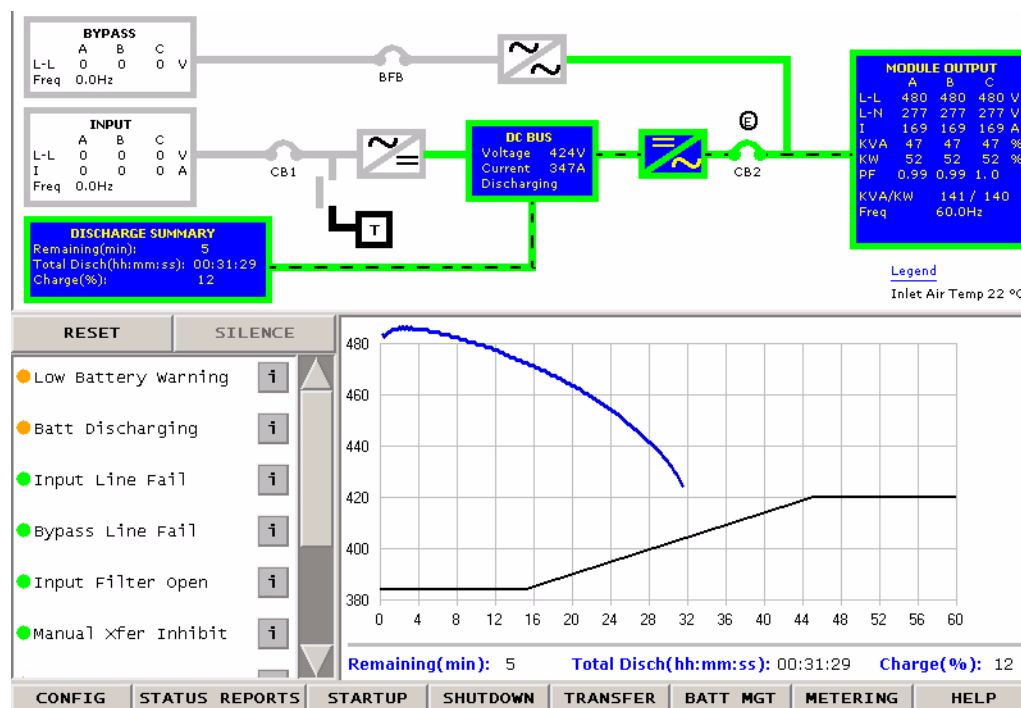 BYPASS
A B C
L-L 0 0 0 V
Freq 0.0Hz
BFB
INPUT
A B C
L-L 0 0 0 V
I 0 0 0 A
Freq 0.0Hz
CB1
T
DC BUS
Voltage 424V
Current 347A
Discharging
E
CB2
MODULE OUTPUT
A B C
L-L 480 480 480 V
L-N 277 277 277 V
I 169 169 169 A
KVA 47 47 47 %
KW 52 52 52 %
PF 0.99 0.99 1.0
KVA/KW 141 / 140
Freq 60.0Hz
DISCHARGE SUMMARY
Remaining(min): 5
Total Disch(hh:mm:ss): 00:31:29
Charge(%): 12
Legend
Inlet Air Temp 22 °C
RESET SILENCE
Low Battery Warning i
Batt Discharging i
Input Line Fail i
Bypass Line Fail i
Input Filter Open i
Manual Xfer Inhibit i
480
460
440
420
400
380
0 4 8 12 16 20 24 28 32 36 40 44 48 52 56 60
Remaining(min): 5 Total Disch(hh:mm:ss): 00:31:29 Charge(%): 12
CONFIG STATUS REPORTS STARTUP SHUTDOWN TRANSFER BATT MGT METERING HELP